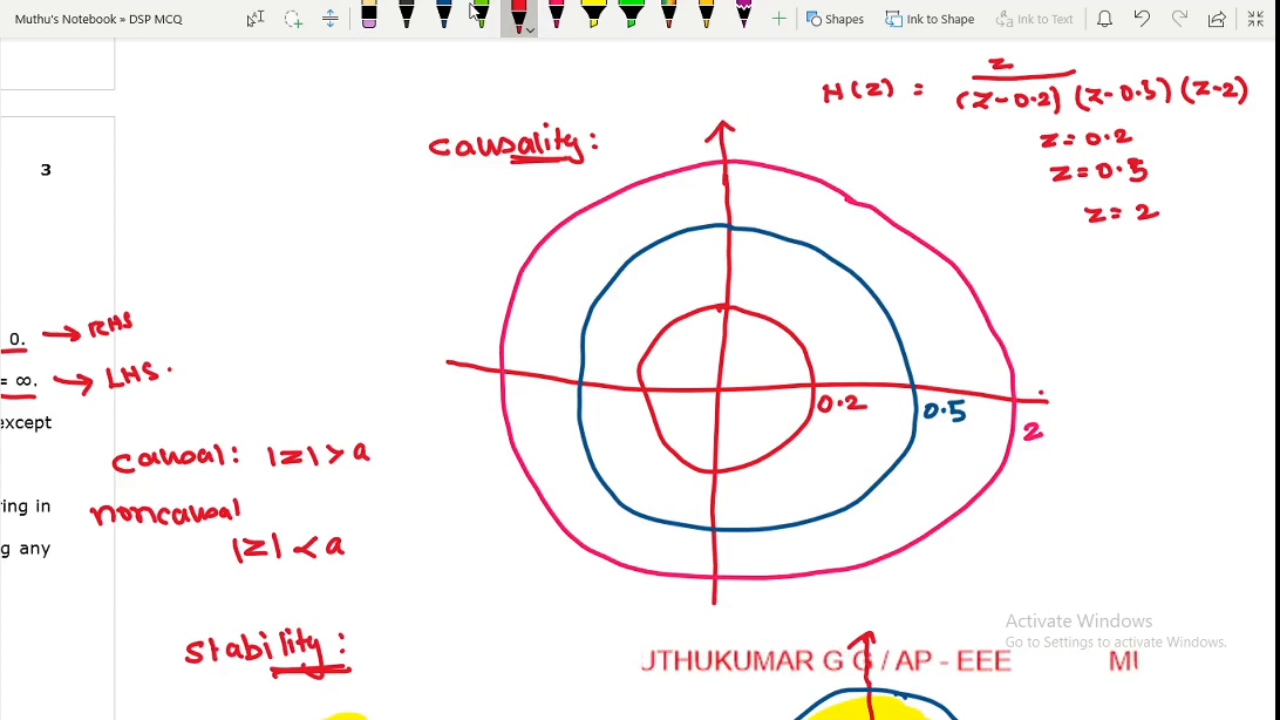 Muthu's Notebook » DSP MCQ
Shapes
Ink to Shape
Ink to Text
H(z) = z
(z-0.2) (z-0.5) (z-2)
z=0.2
z=0.5
z=2
causality:
3
0. → RHS
= ∞. → LHS.
except
causal: |z|>a
ring in
noncausal
g any
|z| < a
0.2
0.5
2
stability:
Activate Windows
Go to Settings to activate Windows.
UTHUKUMAR G G / AP - EEE
MU